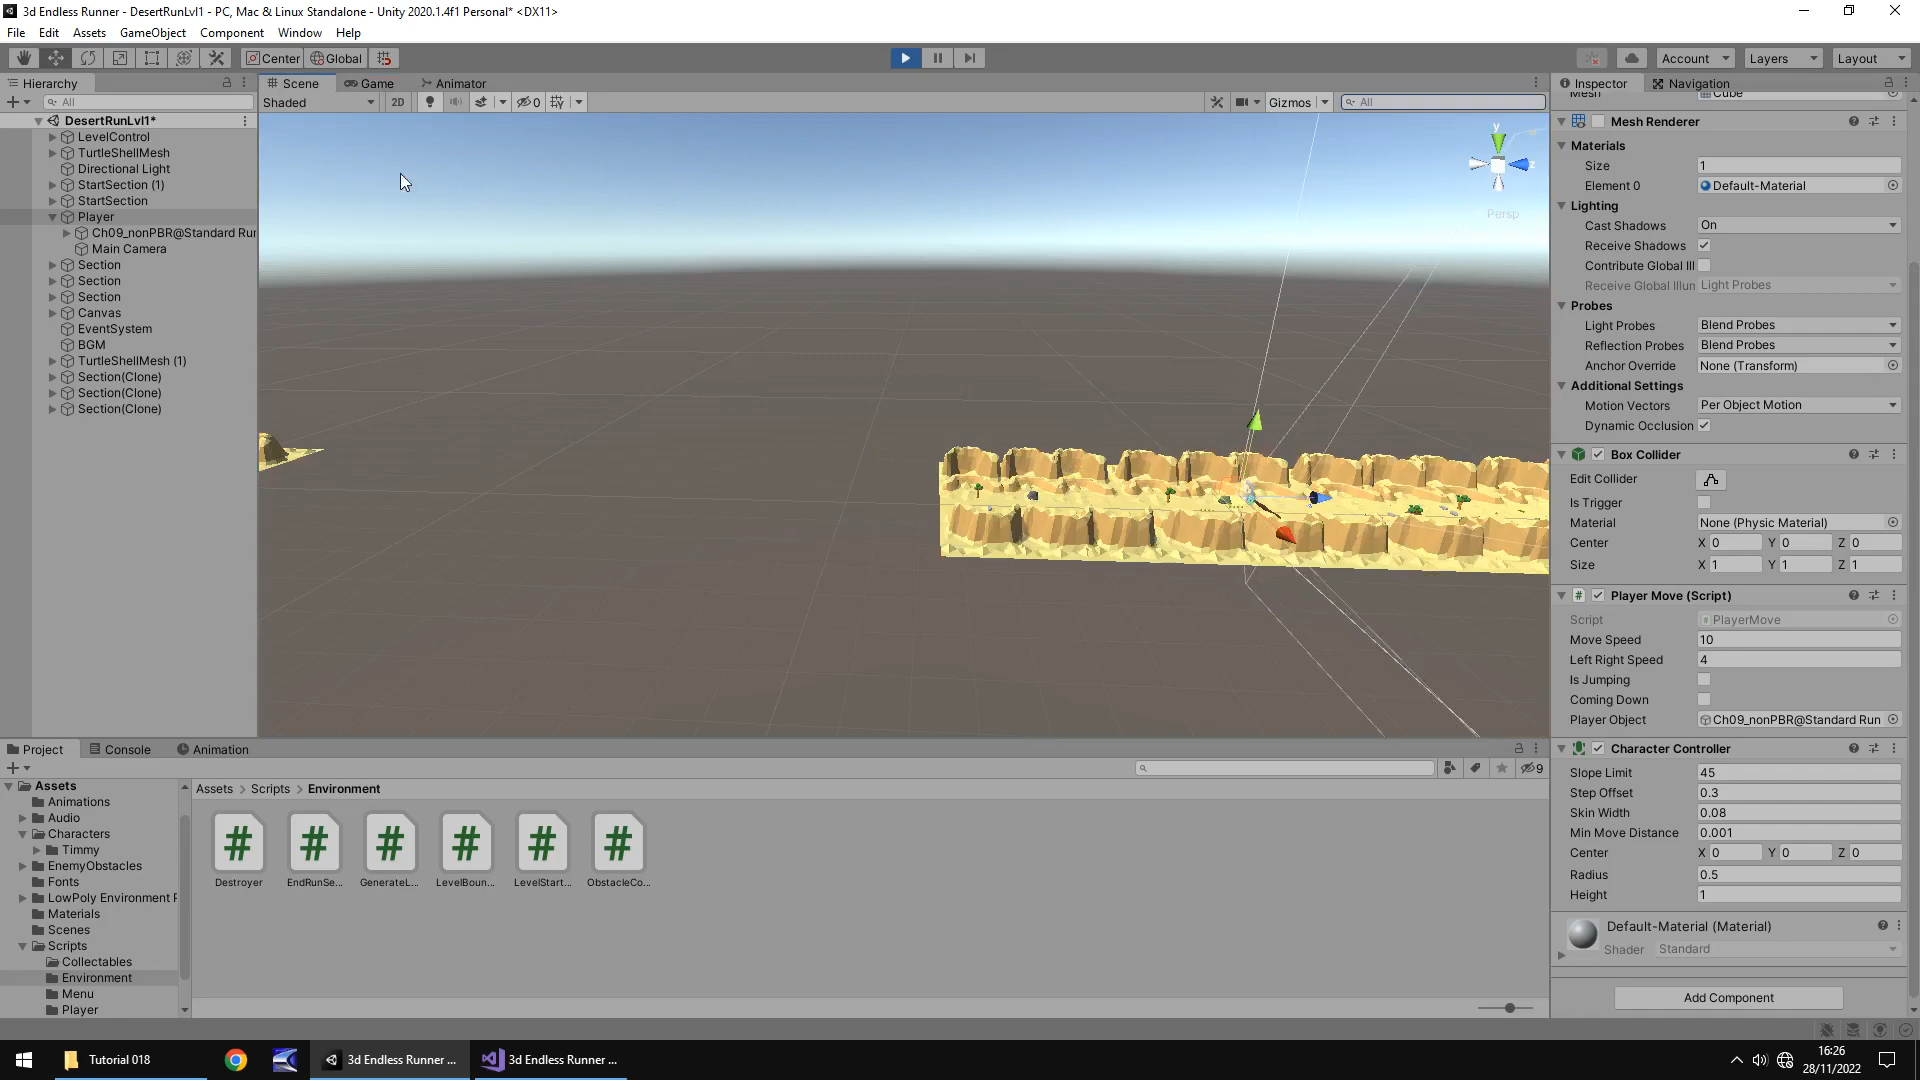 3d Endless Runner - DesertRunLvl1 - PC, Mac & Linux Standalone - Unity 2020.1.4f1 Personal* <DX11>
File Edit Assets GameObject Component Window Help
Center Global Account Layers Layout
Hierarchy Scene Game Animator Inspector Navigation
All Shaded 2D 0 Gizmos All Mesh Cube
DesertRunLvl1*
LevelControl
TurtleShellMesh
Directional Light
StartSection (1)
StartSection
Player
Ch09_nonPBR@Standard Rur
Main Camera
Section
Section
Section
Canvas
EventSystem
BGM
TurtleShellMesh (1)
Section(Clone)
Section(Clone)
Section(Clone)
y
z
Persp
Mesh Renderer
Materials
Size 1
Element 0 Default-Material
Lighting
Cast Shadows On
Receive Shadows
Contribute Global Ill
Receive Global Illun Light Probes
Probes
Light Probes Blend Probes
Reflection Probes Blend Probes
Anchor Override None (Transform)
Additional Settings
Motion Vectors Per Object Motion
Dynamic Occlusion
Box Collider
Edit Collider
Is Trigger
Material None (Physic Material)
Center X 0 Y 0 Z 0
Size X 1 Y 1 Z 1
# Player Move (Script)
Script # PlayerMove
Move Speed 10
Left Right Speed 4
Is Jumping
Coming Down
Player Object Ch09_nonPBR@Standard Run
Character Controller
Slope Limit 45
Step Offset 0.3
Skin Width 0.08
Min Move Distance 0.001
Center X 0 Y 0 Z 0
Radius 0.5
Height 1
Default-Material (Material)
Shader Standard
Add Component
Project Console Animation
9
Assets
Animations
Audio
Characters
Timmy
EnemyObstacles
Fonts
LowPoly Environment F
Materials
Scenes
Scripts
Collectables
Environment
Menu
Player
Assets > Scripts > Environment
# # # # # #
Destroyer EndRunSe... GenerateL... LevelBoun... LevelStart... ObstacleCo...
Tutorial 018 3d Endless Runner ... 3d Endless Runner ...
16:26
28/11/2022